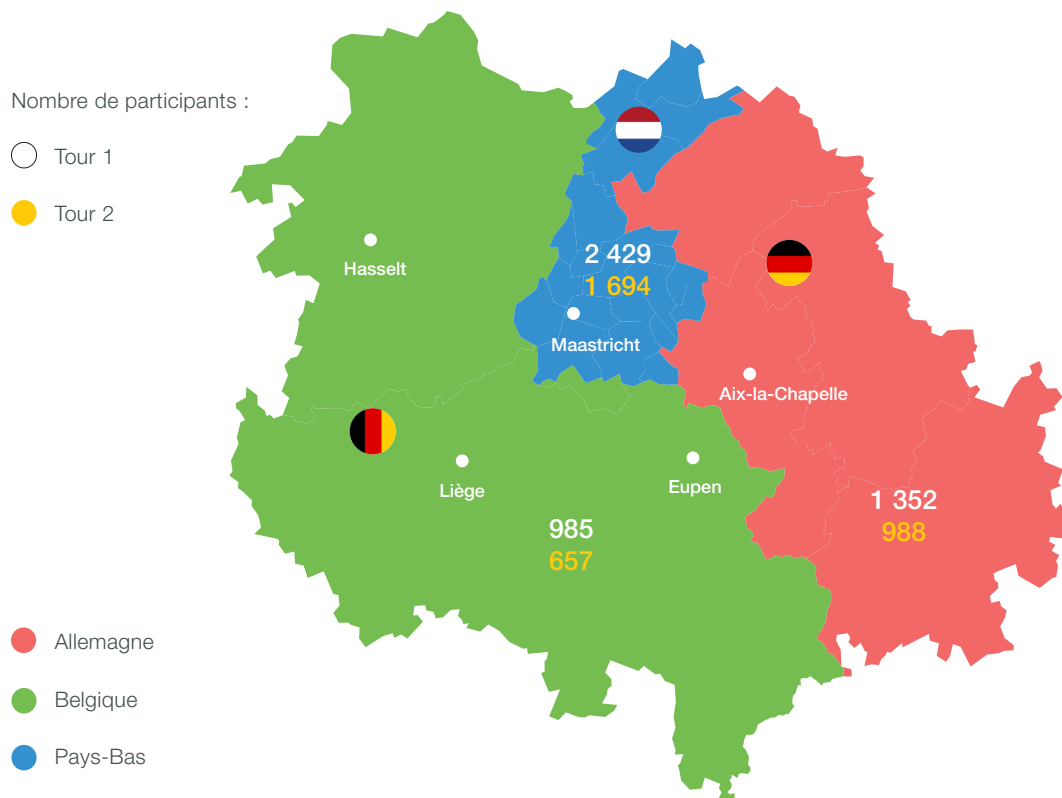 Nombre de participants :
Tour 1
Tour 2
Hasselt
2 429
1 694
Maastricht
Aix-la-Chapelle
Liège
Eupen
1 352
988
985
657
Allemagne
Belgique
Pays-Bas